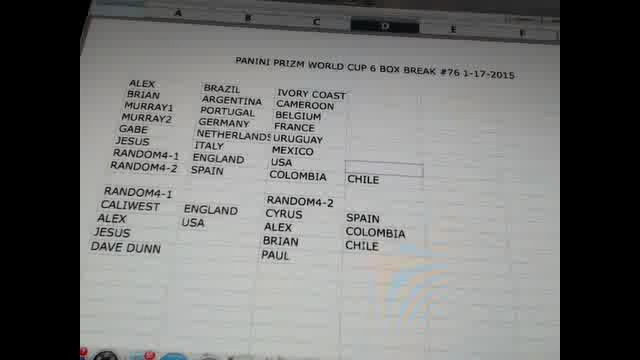 A B C D E F
PANINI PRIZM WORLD CUP 6 BOX BREAK #76 1-17-2015
ALEX BRAZIL IVORY COAST
BRIAN ARGENTINA CAMEROON
MURRAY1 PORTUGAL BELGIUM
MURRAY2 GERMANY FRANCE
GABE NETHERLANDS URUGUAY
JESUS ITALY MEXICO
RANDOM4-1 ENGLAND USA
RANDOM4-2 SPAIN COLOMBIA CHILE
RANDOM4-1 RANDOM4-2
CALIWEST ENGLAND CYRUS SPAIN
ALEX USA ALEX COLOMBIA
JESUS BRIAN CHILE
DAVE DUNN PAUL